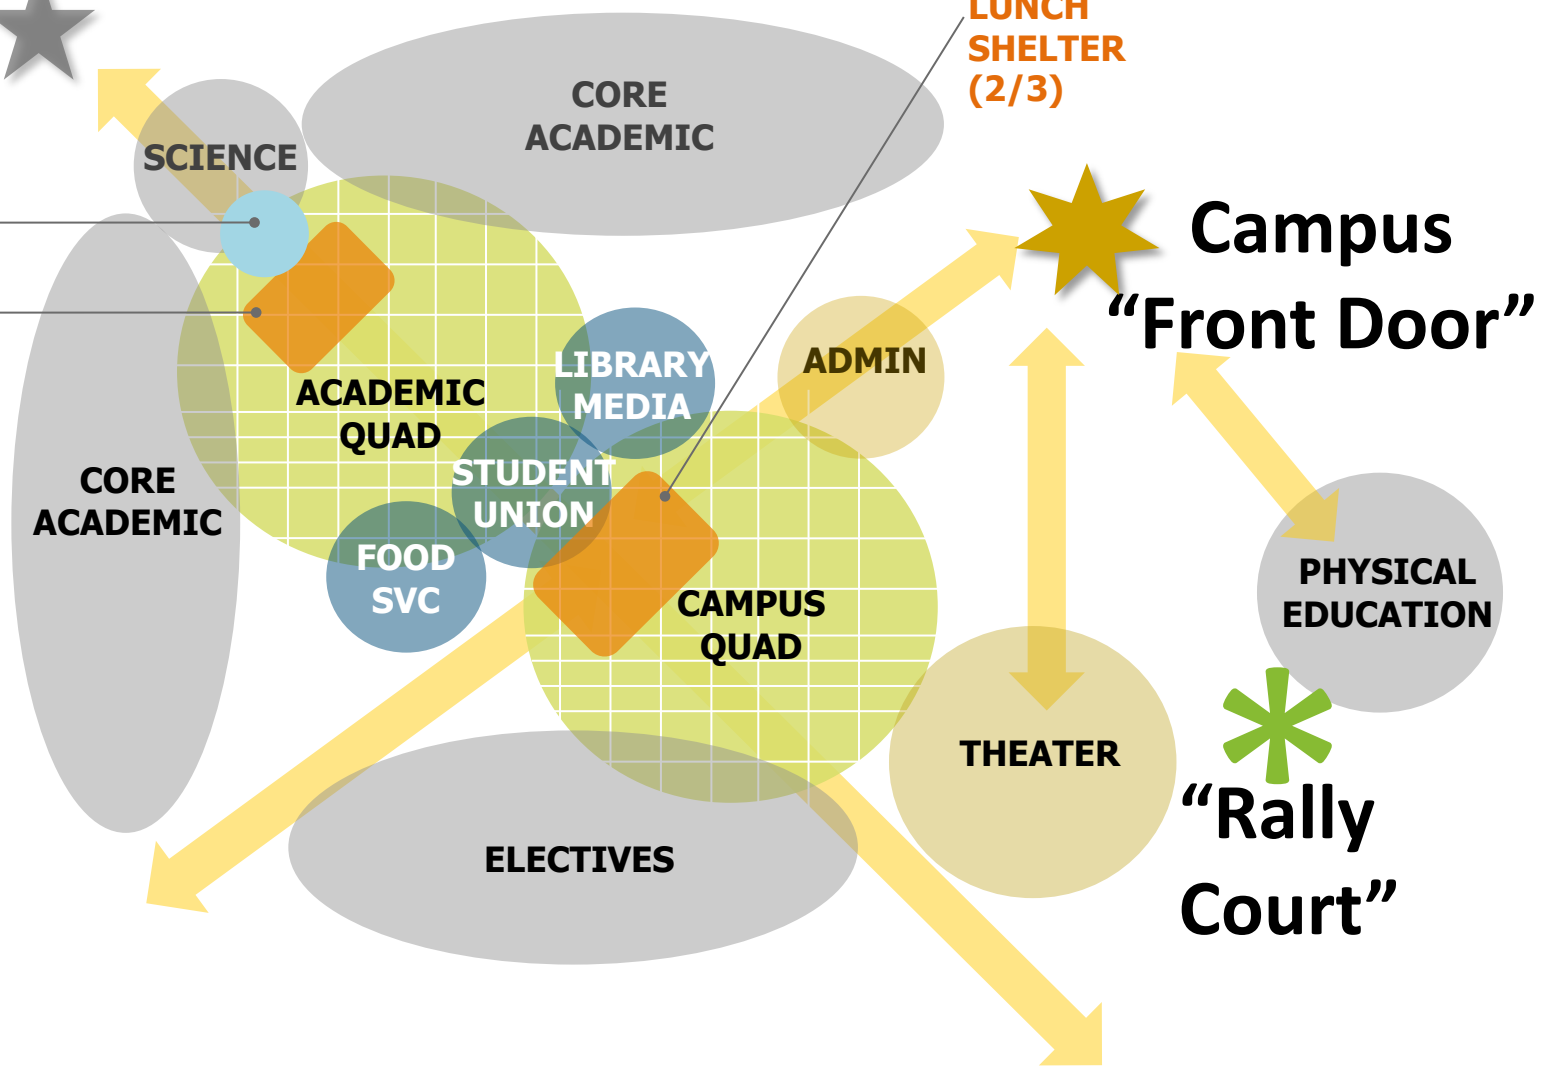 LUNCH
SHELTER
(2/3)
CORE
ACADEMIC
SCIENCE
Campus
“Front Door”
LIBRARY
MEDIA
ADMIN
ACADEMIC
QUAD
STUDENT
UNION
CORE
ACADEMIC
FOOD
SVC
CAMPUS
QUAD
PHYSICAL
EDUCATION
THEATER
“Rally
Court”
ELECTIVES